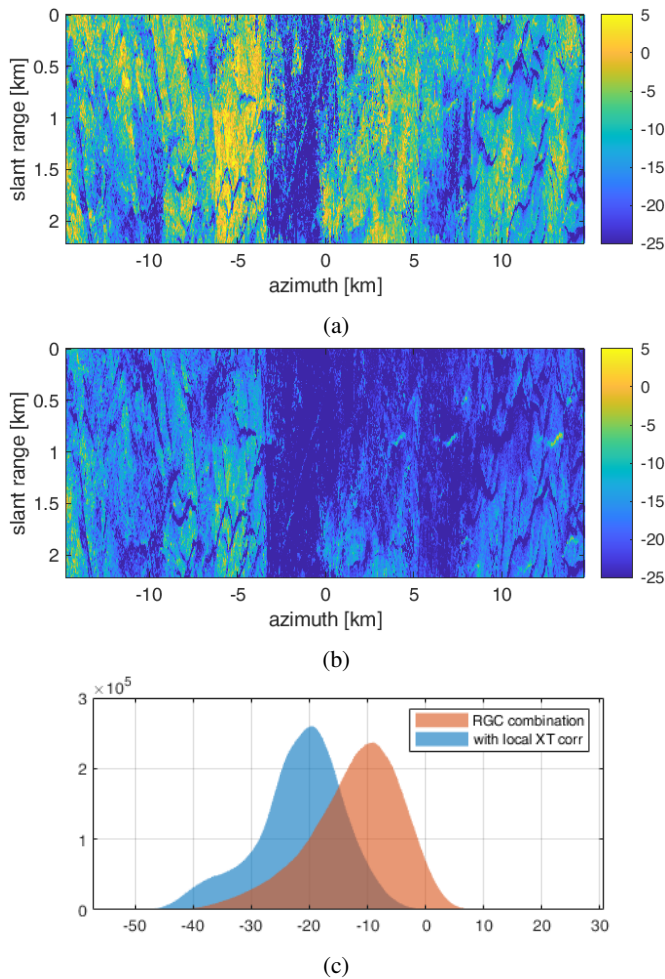 0
0.5
1
1.5
2
slant range [km]
-10 -5 0 5 10
azimuth [km]
5
0
-5
-10
-15
-20
-25
(a)
0
0.5
1
1.5
2
slant range [km]
-10 -5 0 5 10
azimuth [km]
5
0
-5
-10
-15
-20
-25
(b)
×10⁵
3
2
1
0
RGC combination
with local XT corr
-50 -40 -30 -20 -10 0 10 20 30
(c)